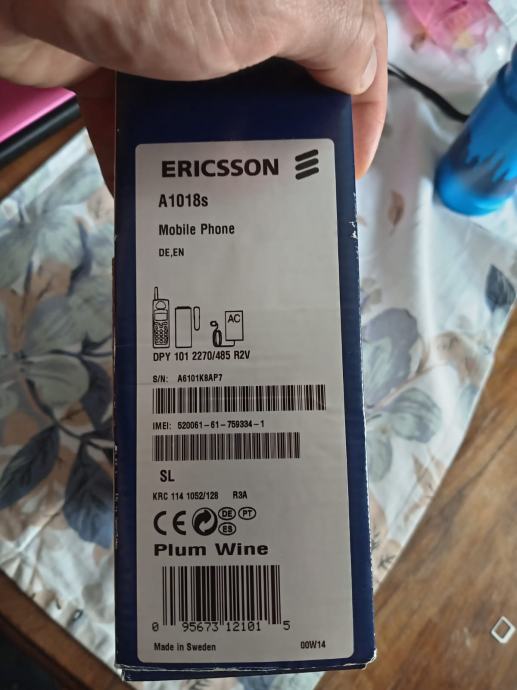 ERICSSON
A1018s
Mobile Phone
DE,EN
AC
DPY 101 2270/485 R2V
S/N: A6101K8AP7
IMEI: 520061-61-759334-1
SL
KRC 114 1052/128 R3A
CE DE PT
ES
Plum Wine
0 95673 12101 5
Made in Sweden 00W14